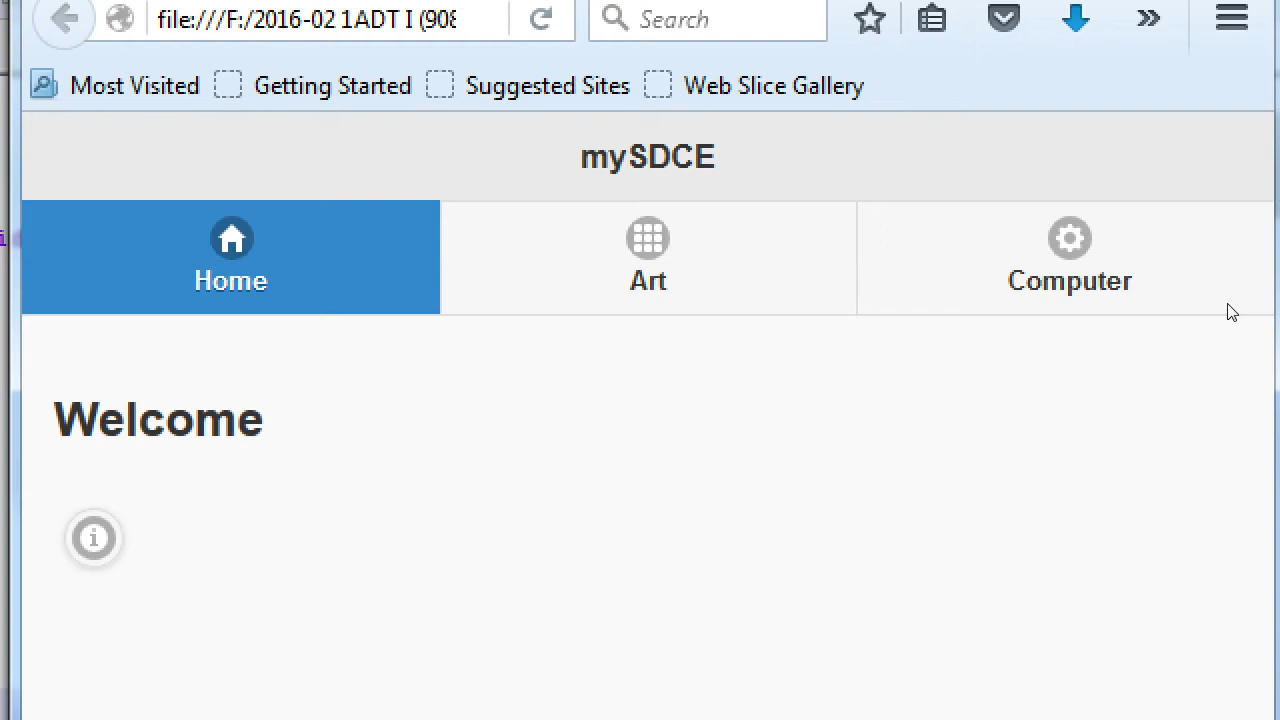 file:///F:/2016-02 1ADT I (908
Search
Most Visited Getting Started Suggested Sites Web Slice Gallery
mySDCE
Home Art Computer
Welcome